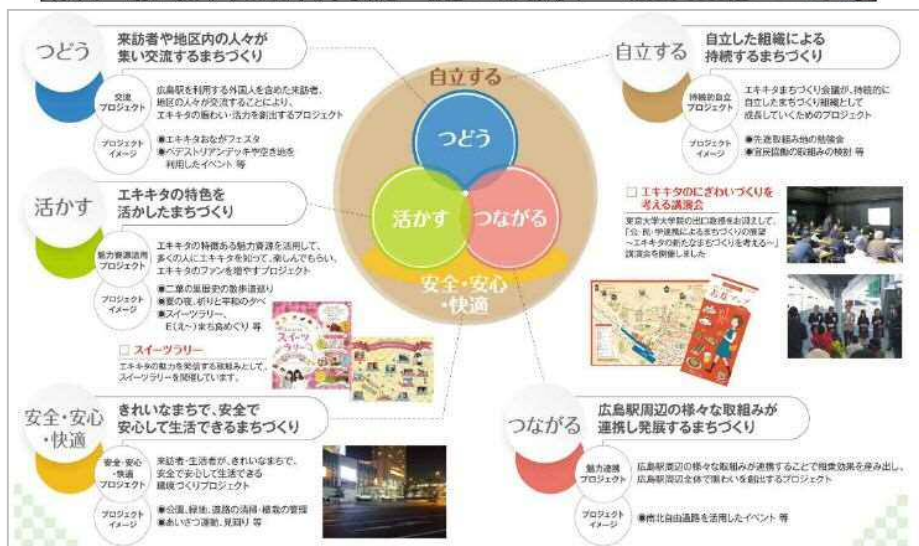 つどう
来訪者や地区内の人々が
集い交流するまちづくり
交流
プロジェクト
広島駅を利用する外国人を含めた来訪者、
地区の人々が交流することにより、
エキキタの賑わい・活力を創出するプロジェクト
プロジェクト
イメージ
◉エキキタおながフェスタ
◉ペデストリアンデッキや空き地を
利用したイベント 等
活かす
エキキタの特色を
活かしたまちづくり
魅力資源活用
プロジェクト
エキキタの特徴ある魅力資源を活用して、
多くの人にエキキタを知って、楽しんでもらい、
エキキタのファンを増やすプロジェクト
プロジェクト
イメージ
◉二葉の里歴史の散歩道巡り
◉夏の夜、祈りと平和の夕べ
◉スイーツラリー、
E(え〜)まち食めぐり 等
□ スイーツラリー
エキキタの魅力を発信する取組みとして、
スイーツラリーを開催しています。
スイーツ
ラリー
安全・安心
・快適
きれいなまちで、安全で
安心して生活できるまちづくり
安全・安心
・快適
プロジェクト
来訪者・生活者が、きれいなまちで、
安全で安心して生活できる
環境づくりプロジェクト
プロジェクト
イメージ
◉公園、緑地、道路の清掃・植栽の管理
◉あいさつ運動、見回り 等
自立する
つどう
活かす
つながる
安全・安心
・快適
自立する
自立した組織による
持続するまちづくり
持続的自立
プロジェクト
エキキタまちづくり会議が、持続的に
自立したまちづくり組織として
成長していくためのプロジェクト
プロジェクト
イメージ
◉先進取組み地の勉強会
◉官民協働の取組みの検討 等
□ エキキタのにぎわいづくりを
考える講演会
東京大学大学院の出口教授をお迎えして、
「公・民・学連携によるまちづくりの展望
〜エキキタの新たなまちづくりを考える〜」
講演会を開催しました
つながる
広島駅周辺の様々な取組みが
連携し発展するまちづくり
魅力連携
プロジェクト
広島駅周辺の様々な取組みが連携することで相乗効果を産み出し、
広島駅周辺全体で賑わいを創出するプロジェクト
プロジェクト
イメージ
◉南北自由通路を活用したイベント 等